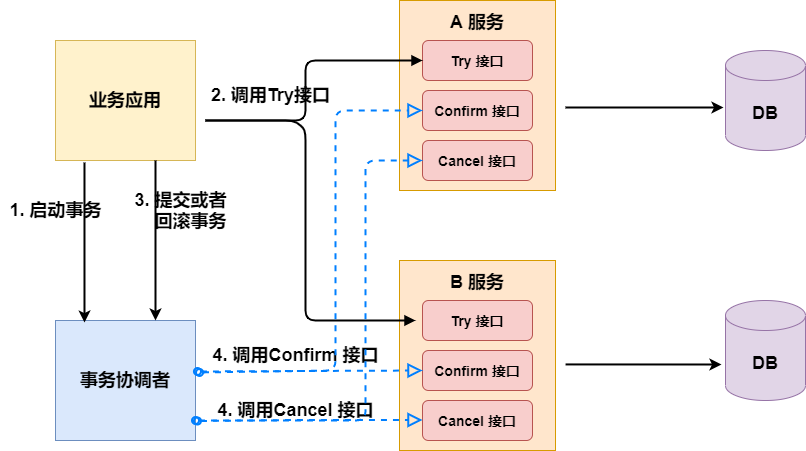 A 服务
业务应用
Try 接口
2. 调用Try接口
Confirm 接口
DB
Cancel 接口
1. 启动事务
3. 提交或者
回滚事务
B 服务
Try 接口
4. 调用Confirm 接口
事务协调者
Confirm 接口
DB
4. 调用Cancel 接口
Cancel 接口